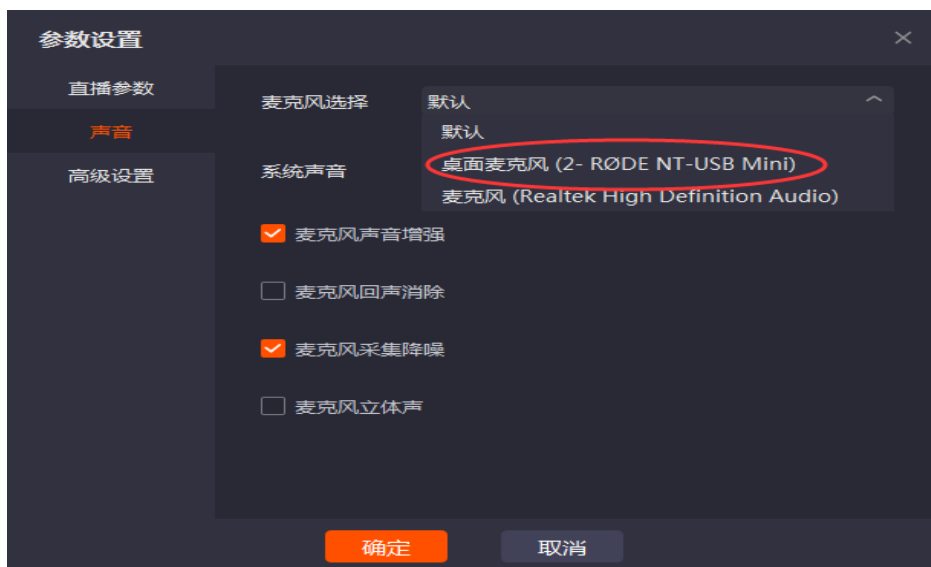 参数设置
直播参数
声音
高级设置
麦克风选择
默认
默认
桌面麦克风 (2- RØDE NT-USB Mini)
系统声音
麦克风 (Realtek High Definition Audio)
麦克风声音增强
麦克风回声消除
麦克风采集降噪
麦克风立体声
确定
取消